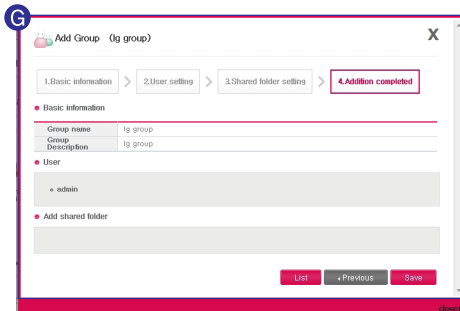 G
Add Group (lg group)
X
1.Basic information > 2.User setting > 3.Shared folder setting > 4.Addition completed
Basic information
Group name lg group
Group Description lg group
User
admin
Add shared folder
List Previous Save
close